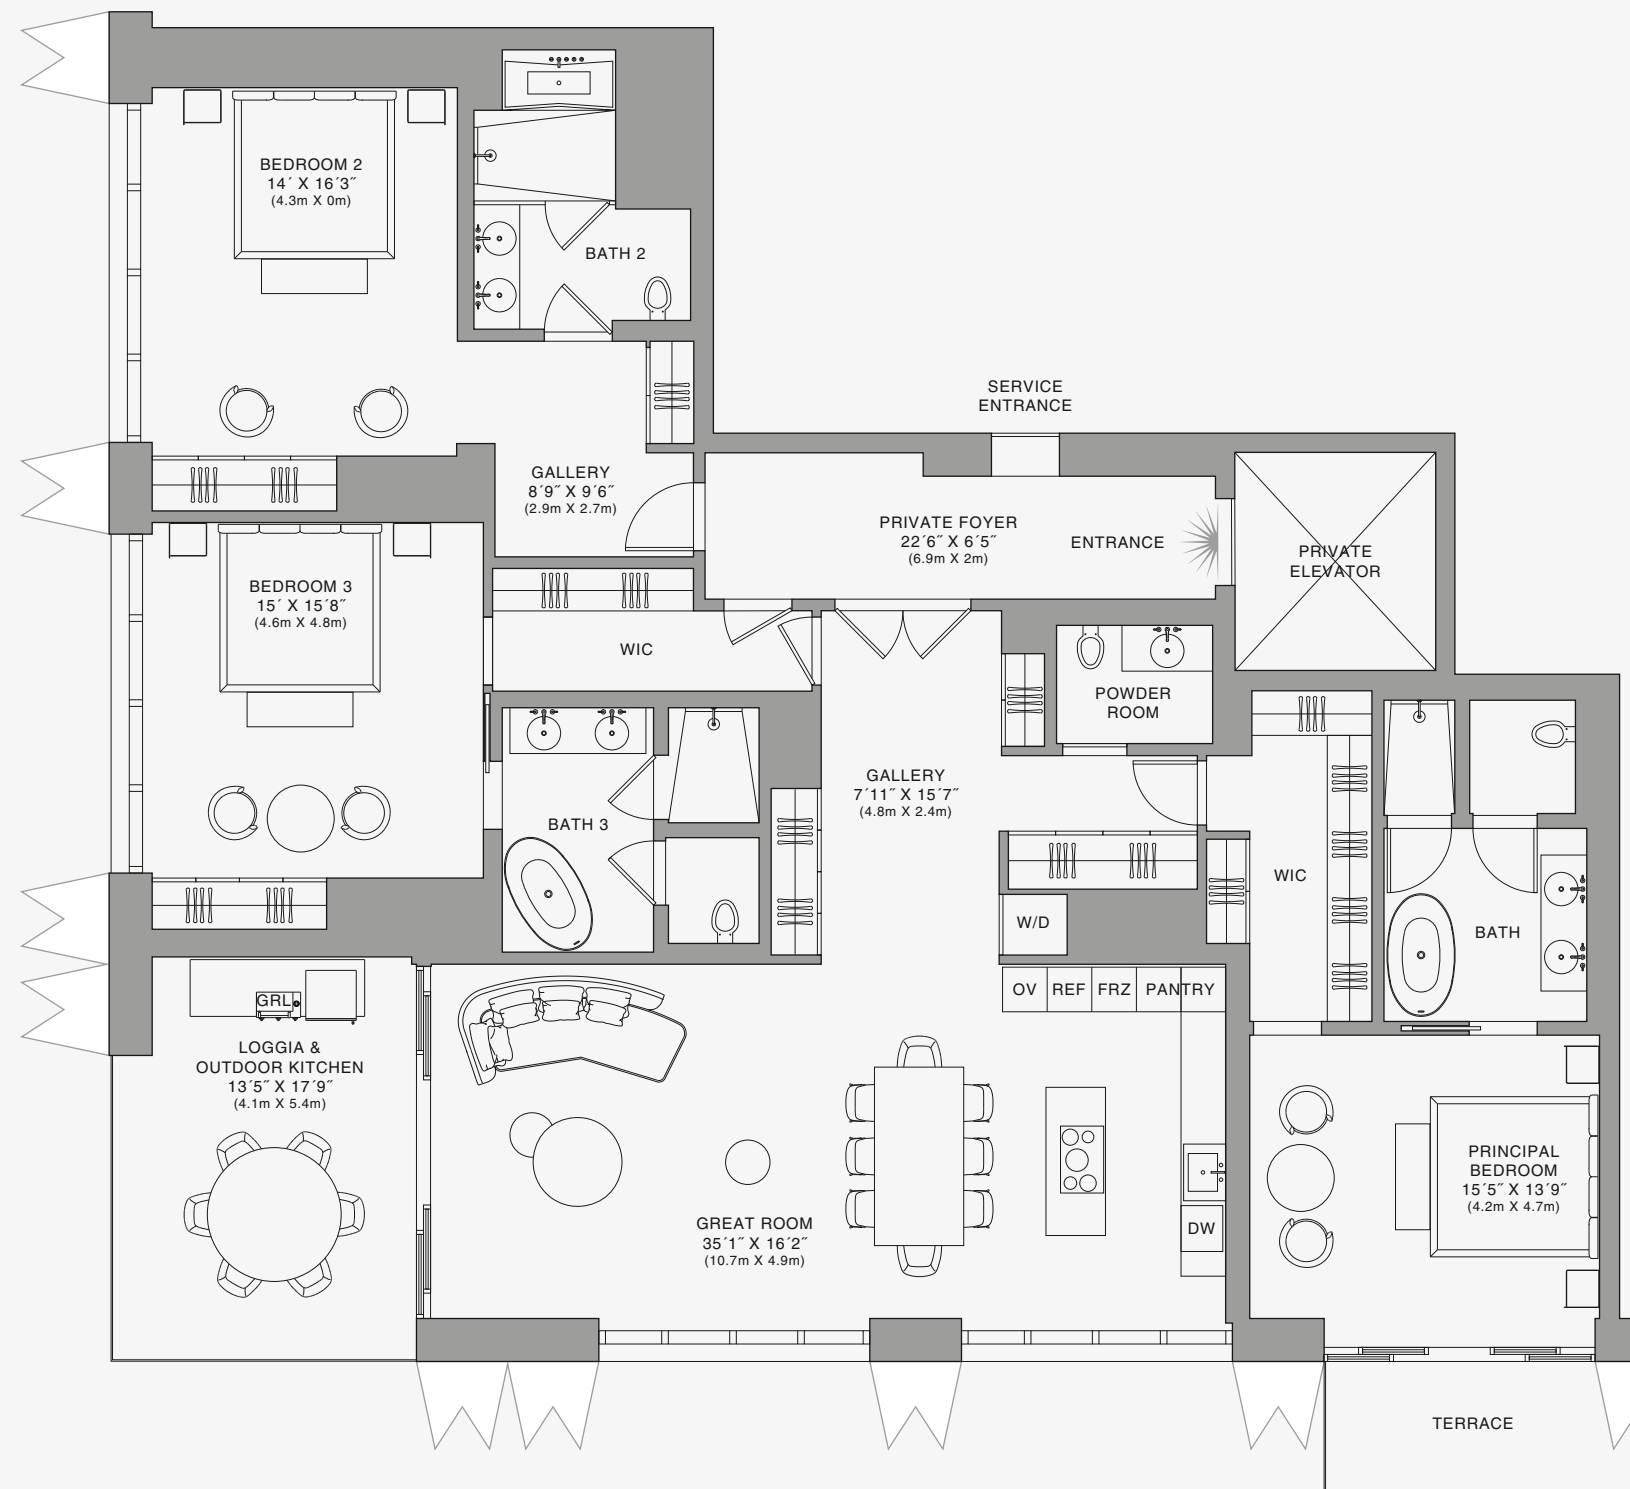 BEDROOM 2
14´ X 16´3˝
(4.3m X 0m)
BATH 2
SERVICE
ENTRANCE
GALLERY
8´9˝ X 9´6˝
(2.9m X 2.7m)
PRIVATE FOYER
22´6˝ X 6´5˝
(6.9m X 2m)
ENTRANCE
PRIVATE
ELEVATOR
BEDROOM 3
15´ X 15´8˝
(4.6m X 4.8m)
WIC
POWDER
ROOM
GALLERY
7´11˝ X 15´7˝
(4.8m X 2.4m)
BATH 3
WIC
W/D
BATH
OV
REF
FRZ
PANTRY
GRL
LOGGIA &
OUTDOOR KITCHEN
13´5˝ X 17´9˝
(4.1m X 5.4m)
PRINCIPAL
BEDROOM
15´5˝ X 13´9˝
(4.2m X 4.7m)
GREAT ROOM
35´1˝ X 16´2˝
(10.7m X 4.9m)
DW
TERRACE